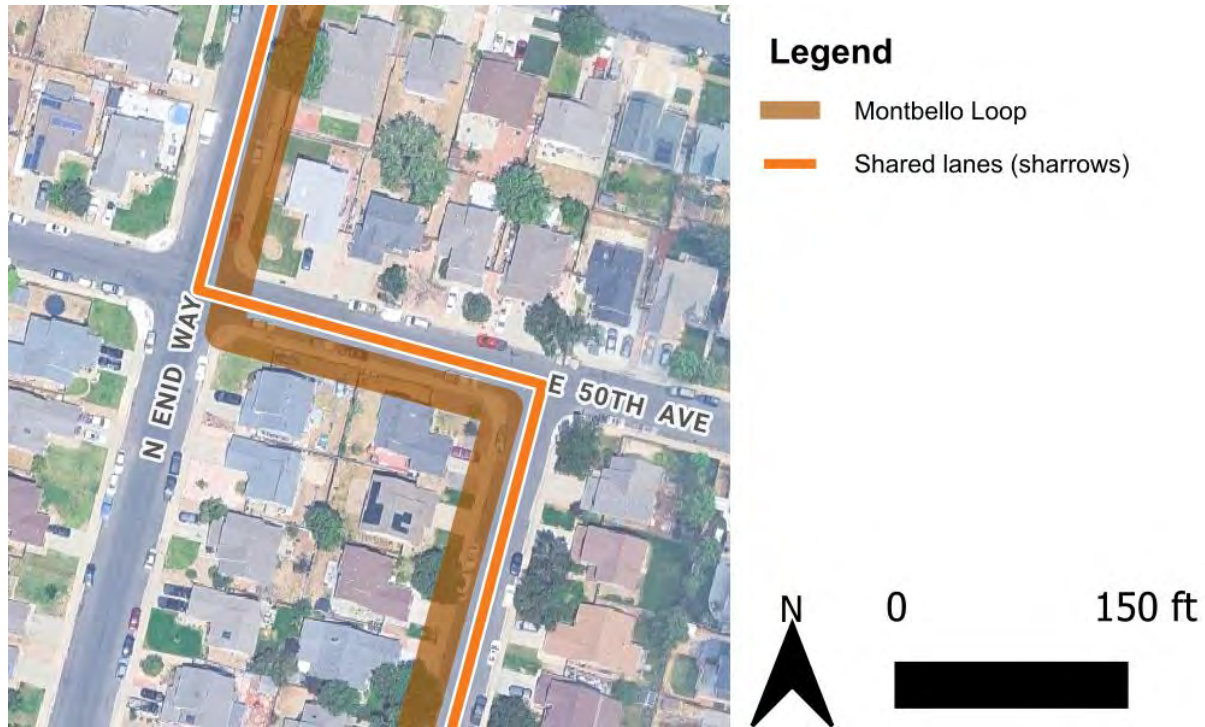 N ENID WAY
E 50TH AVE
Legend
Montbello Loop
Shared lanes (sharrows)
N
0
150 ft